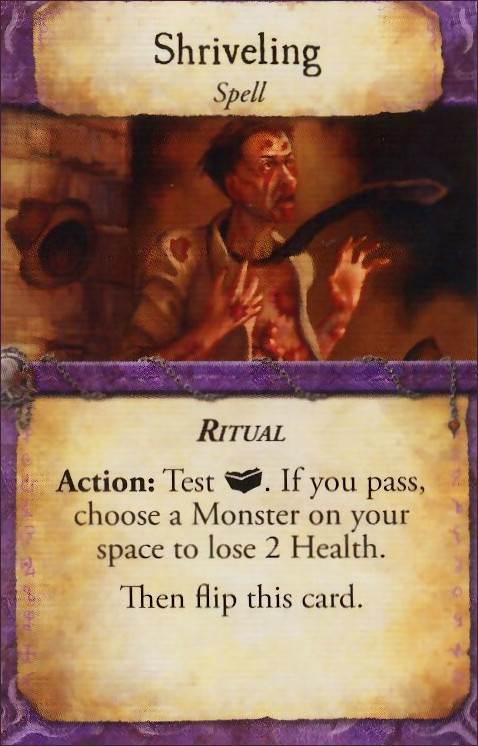 Shriveling
Spell
RITUAL
Action: Test . If you pass,
choose a Monster on your
space to lose 2 Health.
Then flip this card.